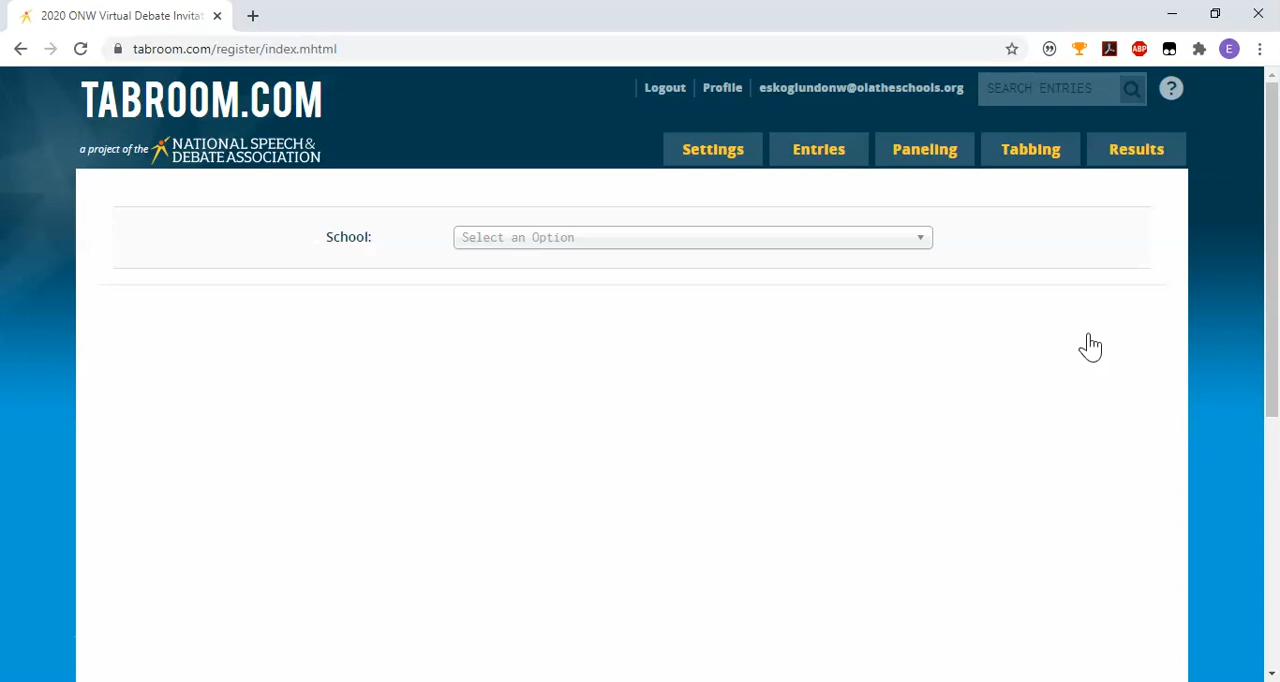 2020 ONW Virtual Debate Invitat
tabroom.com/register/index.mhtml
ABP
E
TABROOM.COM
a project of the NATIONAL SPEECH & DEBATE ASSOCIATION
Logout
Profile
eskoglundonw@olatheschools.org
SEARCH ENTRIES
?
Settings
Entries
Paneling
Tabbing
Results
School:
Select an Option